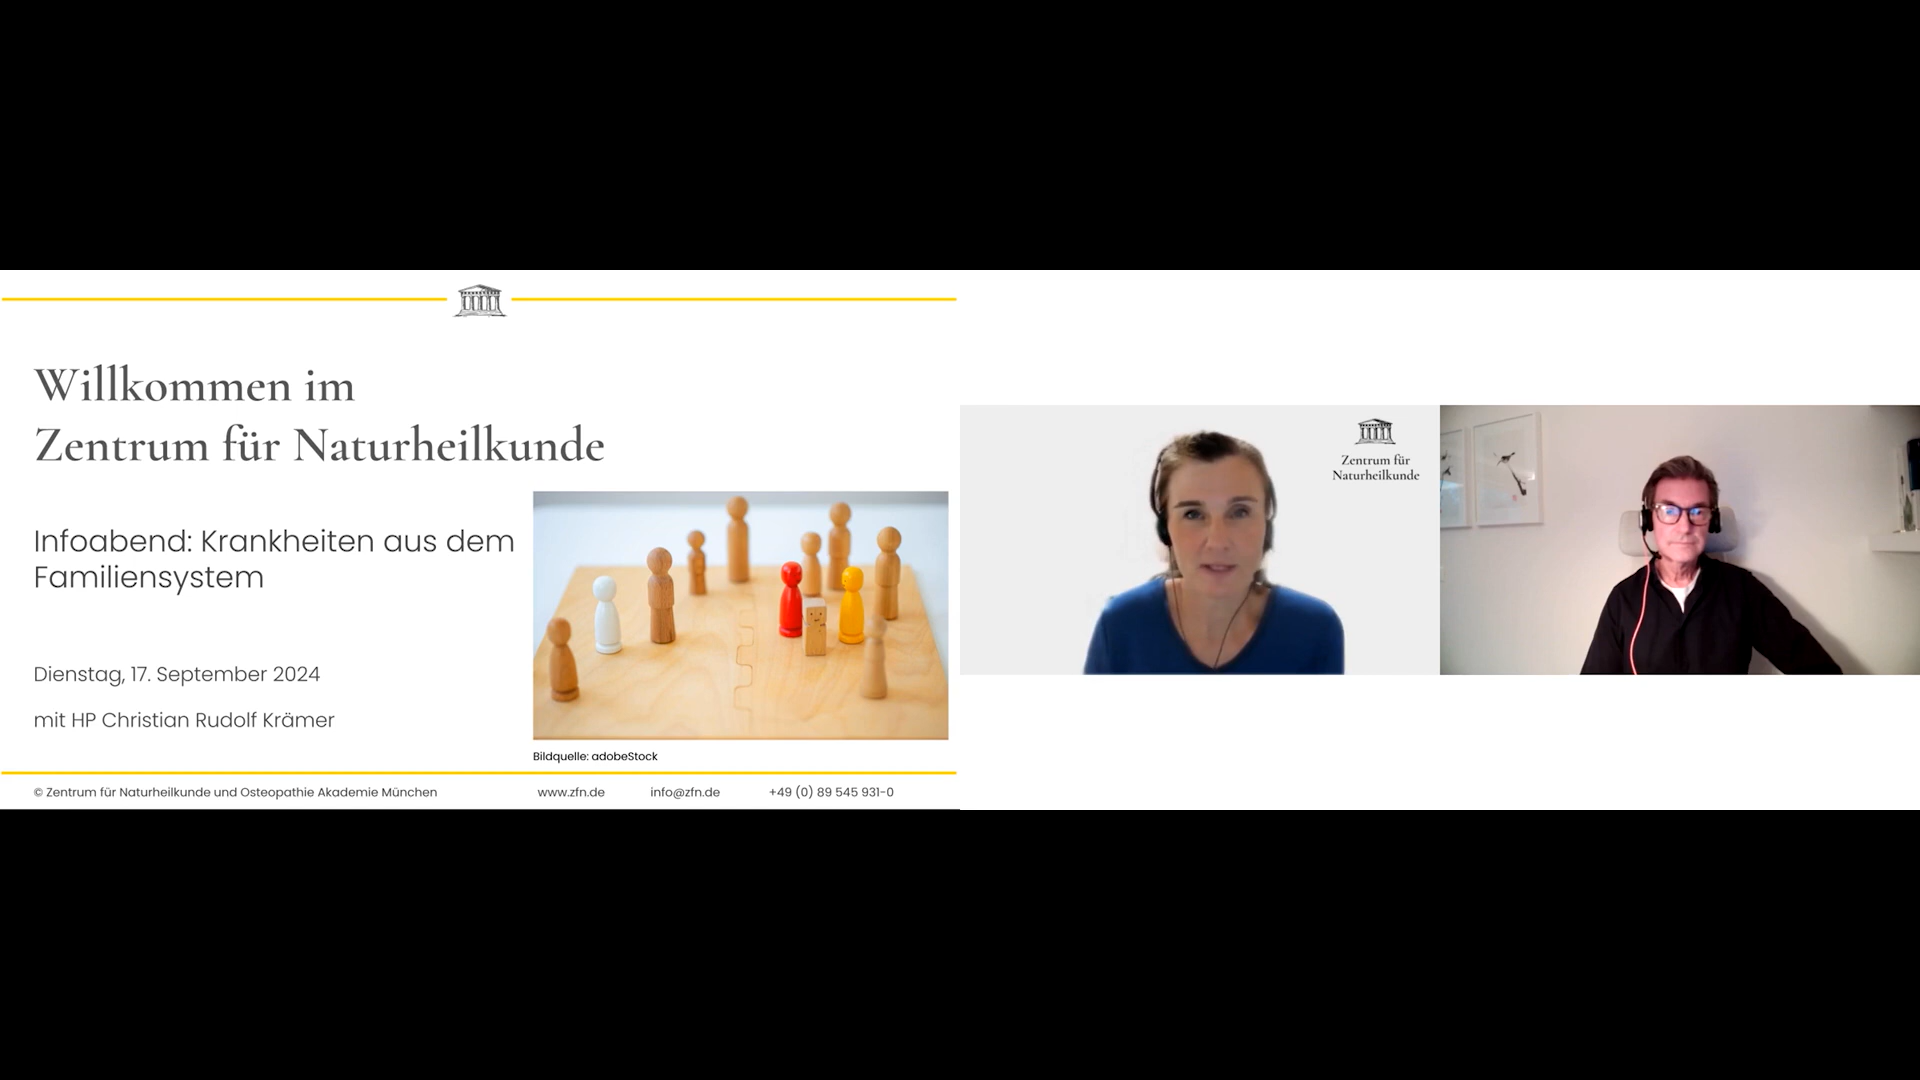 Willkommen im
Zentrum für Naturheilkunde
Infoabend: Krankheiten aus dem
Familiensystem
Dienstag, 17. September 2024
mit HP Christian Rudolf Krämer
Bildquelle: adobeStock
© Zentrum für Naturheilkunde und Osteopathie Akademie München www.zfn.de info@zfn.de +49 (0) 89 545 931-0
Zentrum für
Naturheilkunde